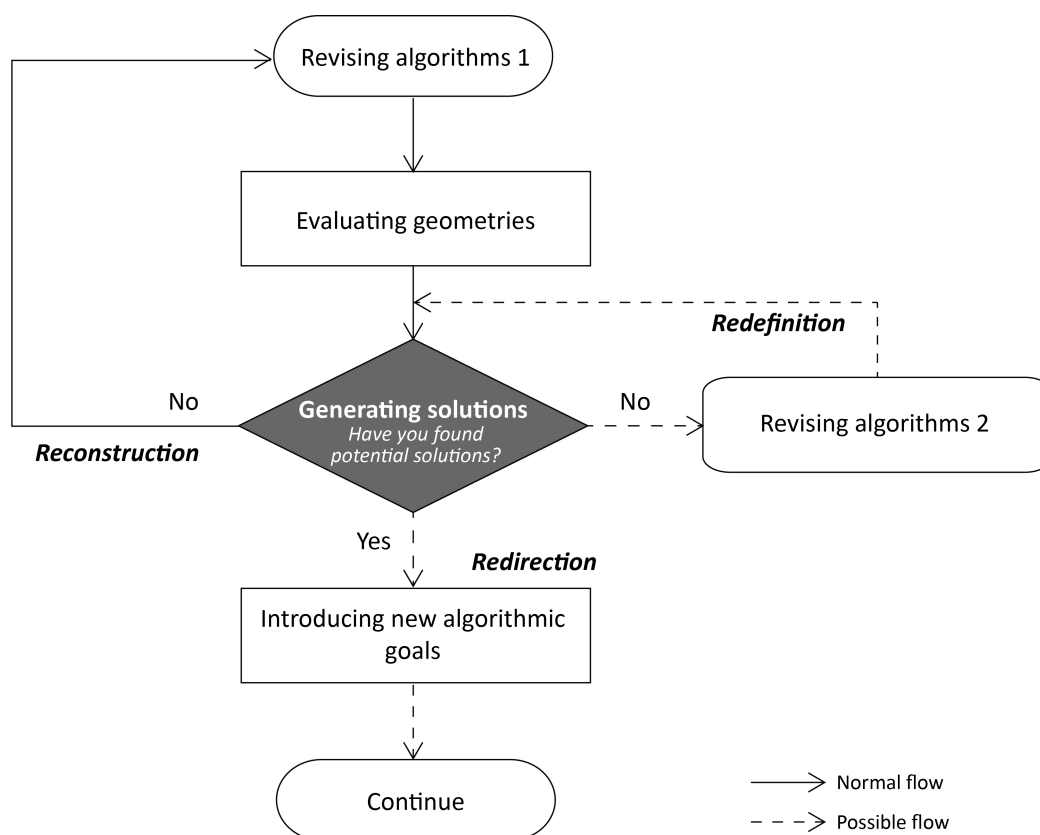 Revising algorithms 1
Evaluating geometries
Redefinition
No
Generating solutions
Have you found
potential solutions?
No
Revising algorithms 2
Reconstruction
Yes
Redirection
Introducing new algorithmic
goals
Continue
Normal flow
Possible flow